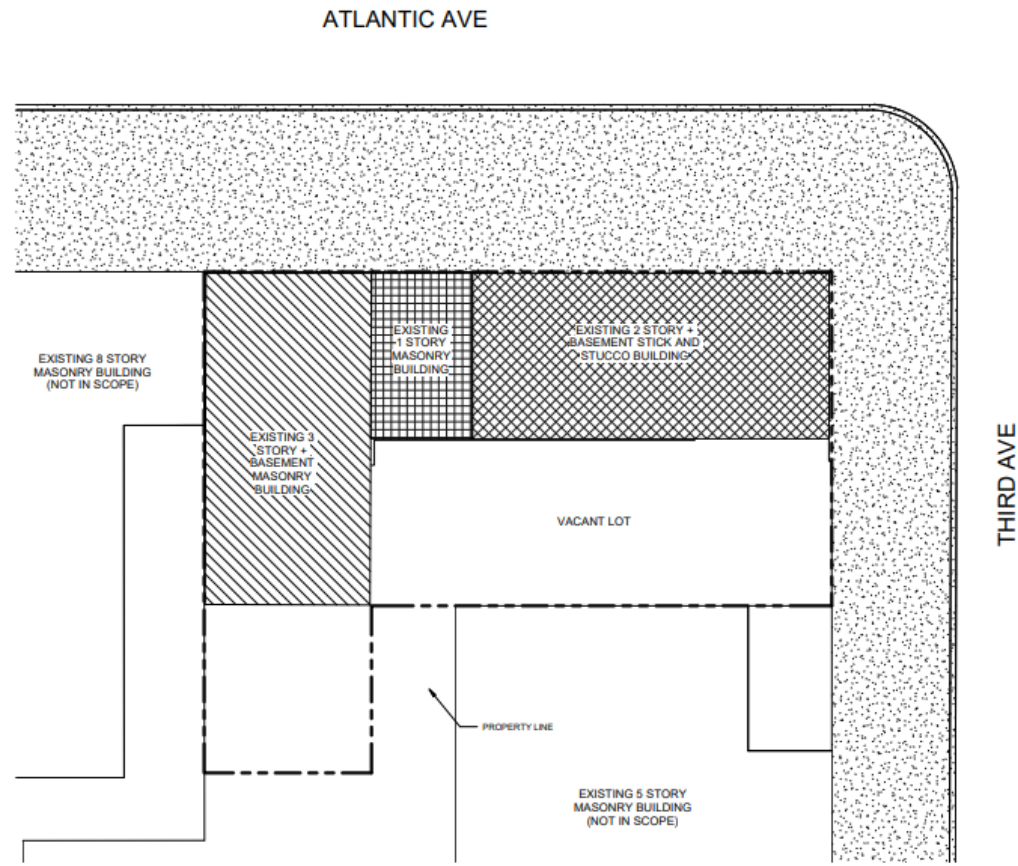 ATLANTIC AVE
EXISTING 8 STORY
MASONRY BUILDING
(NOT IN SCOPE)
EXISTING
1 STORY
MASONRY
BUILDING
EXISTING 2 STORY +
BASEMENT STICK AND
STUCCO BUILDING
EXISTING 3
STORY +
BASEMENT
MASONRY
BUILDING
THIRD AVE
VACANT LOT
PROPERTY LINE
EXISTING 5 STORY
MASONRY BUILDING
(NOT IN SCOPE)